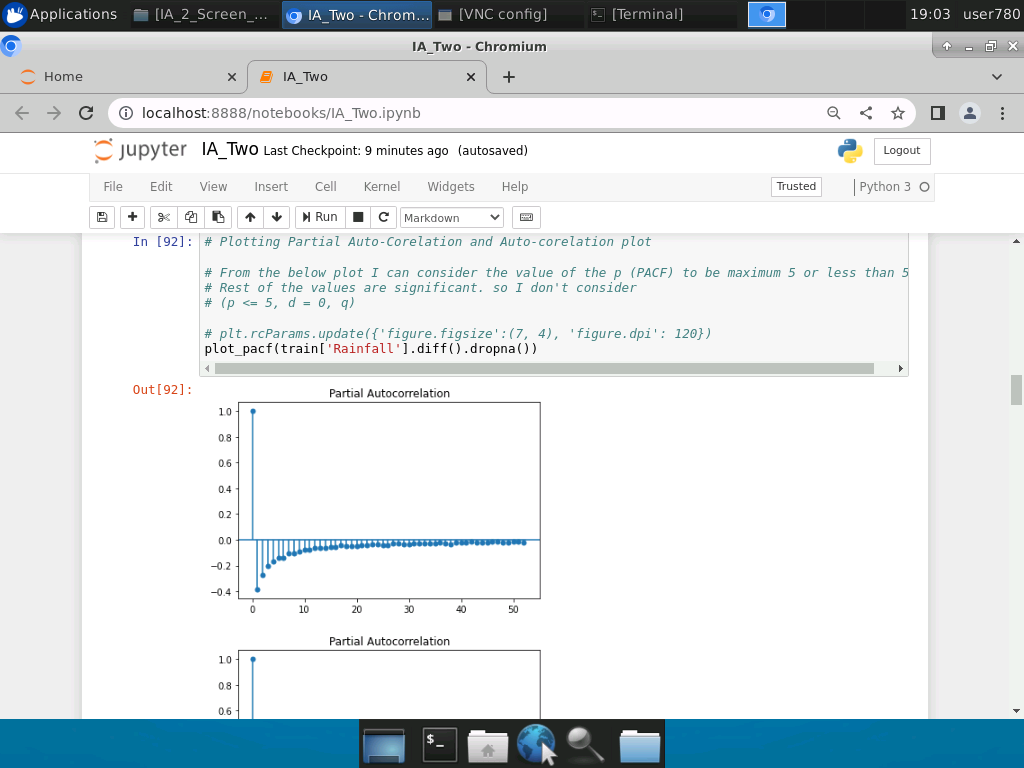 Applications [IA_2_Screen_... IA_Two - Chrom... [VNC config] [Terminal] 19:03 user780
IA_Two - Chromium
Home IA_Two
localhost:8888/notebooks/IA_Two.ipynb
jupyter IA_Two Last Checkpoint: 9 minutes ago (autosaved) Logout
File Edit View Insert Cell Kernel Widgets Help Trusted Python 3
Run Markdown
In [92]: # Plotting Partial Auto-Corelation and Auto-corelation plot
# From the below plot I can consider the value of the p (PACF) to be maximum 5 or less than 5
# Rest of the values are significant. so I don't consider
# (p <= 5, d = 0, q)
# plt.rcParams.update({'figure.figsize':(7, 4), 'figure.dpi': 120})
plot_pacf(train['Rainfall'].diff().dropna())
Out[92]:
Partial Autocorrelation
1.0
0.8
0.6
0.4
0.2
0.0
−0.2
−0.4
0 10 20 30 40 50
Partial Autocorrelation
1.0
0.8
0.6
$_